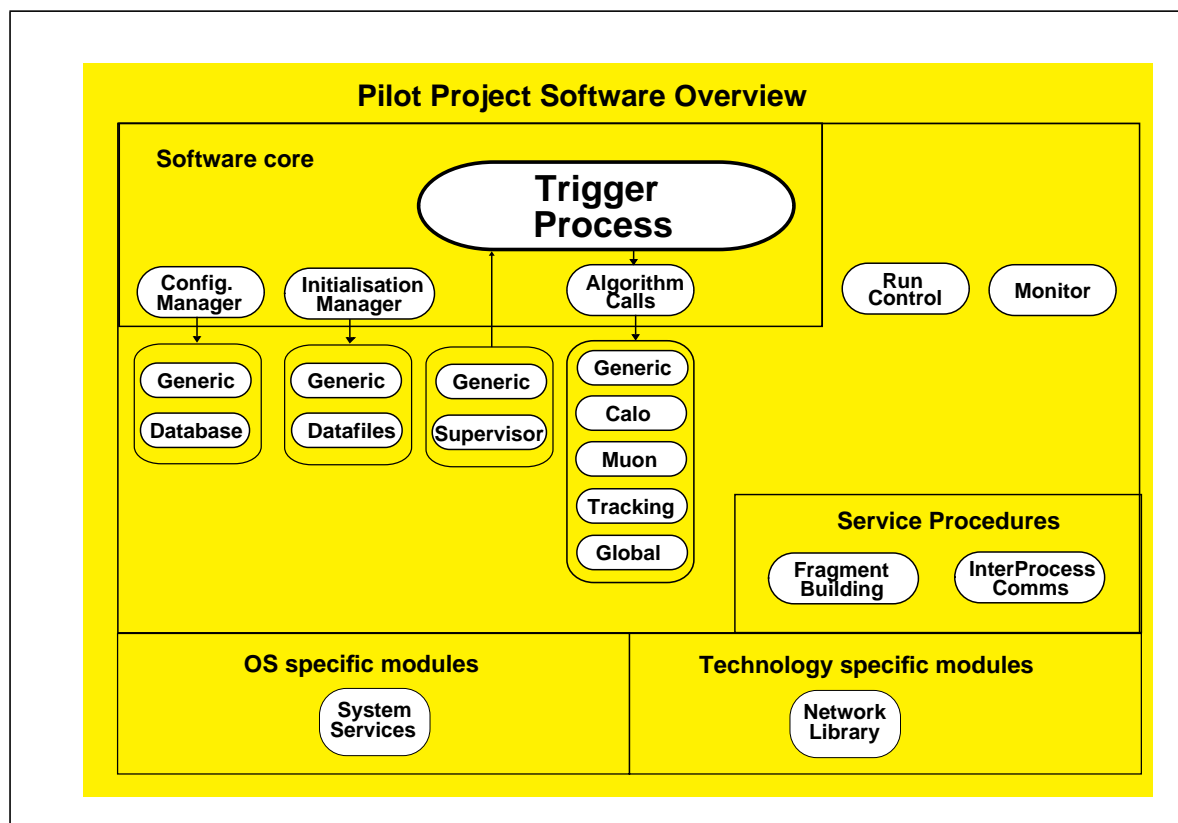 Pilot Project Software Overview
Software core
Trigger
Process
Config.
Manager
Initialisation
Manager
Algorithm
Calls
Run
Control
Monitor
Generic
Database
Generic
Datafiles
Generic
Supervisor
Generic
Calo
Muon
Tracking
Global
Service Procedures
Fragment
Building
InterProcess
Comms
OS specific modules
System
Services
Technology specific modules
Network
Library